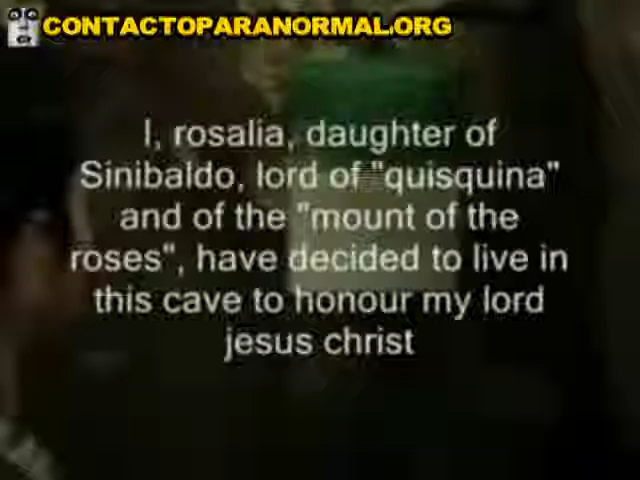 CONTACTOPARANORMAL.ORG
I, rosalia, daughter of
Sinibaldo, lord of "quisquina"
and of the "mount of the
roses", have decided to live in
this cave to honour my lord
jesus christ